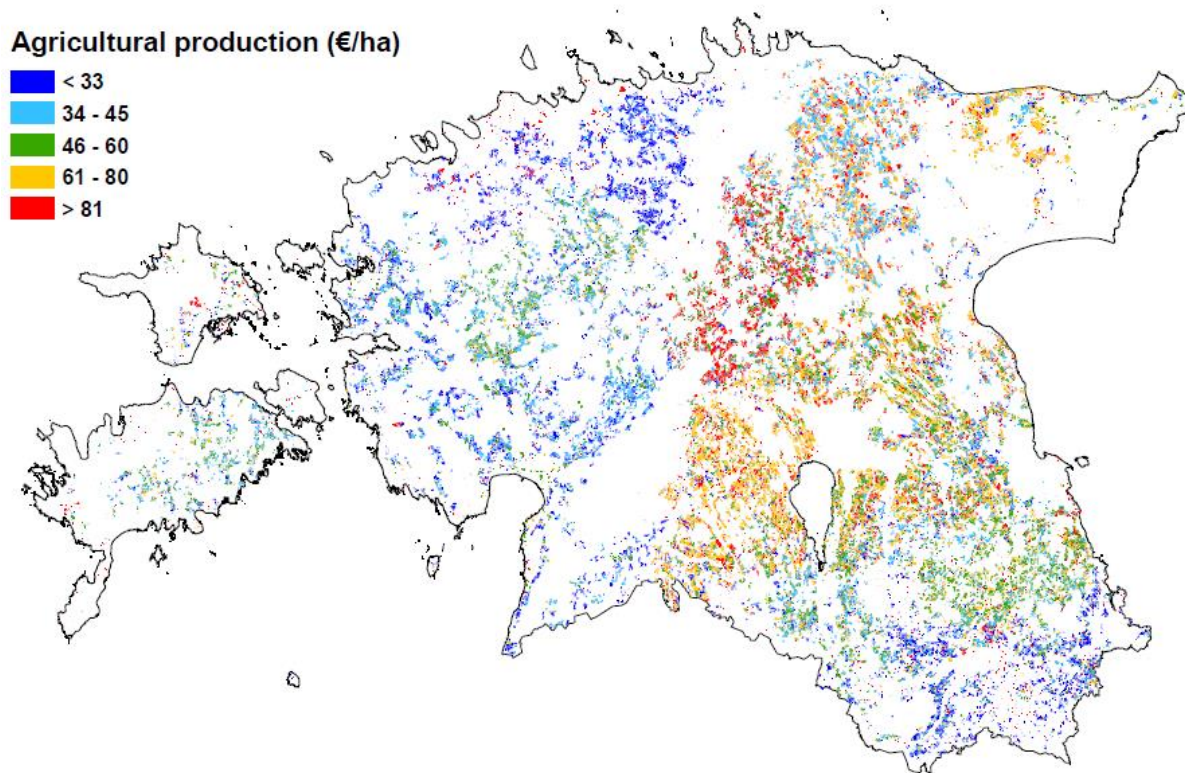 Agricultural production (€/ha)
< 33
34 - 45
46 - 60
61 - 80
> 81